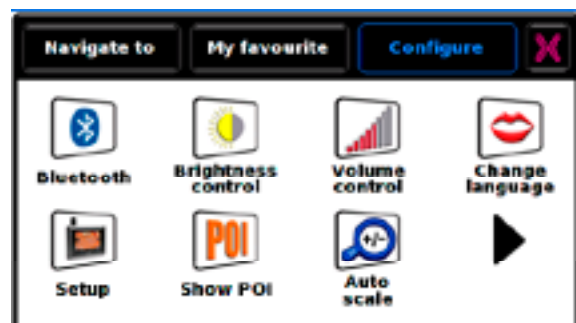 Navigate to
My favourite
Configure
X
Bluetooth
Brightness
control
Volume
control
Change
language
POI
+/-
Setup
Show POI
Auto
scale